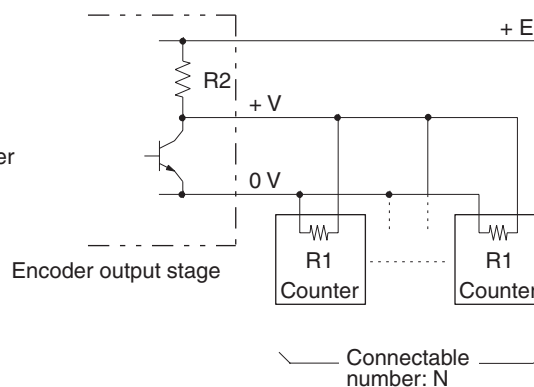 + E
R2
+ V
er
0 V
Encoder output stage
R1
Counter
R1
Counter
Connectable
number: N